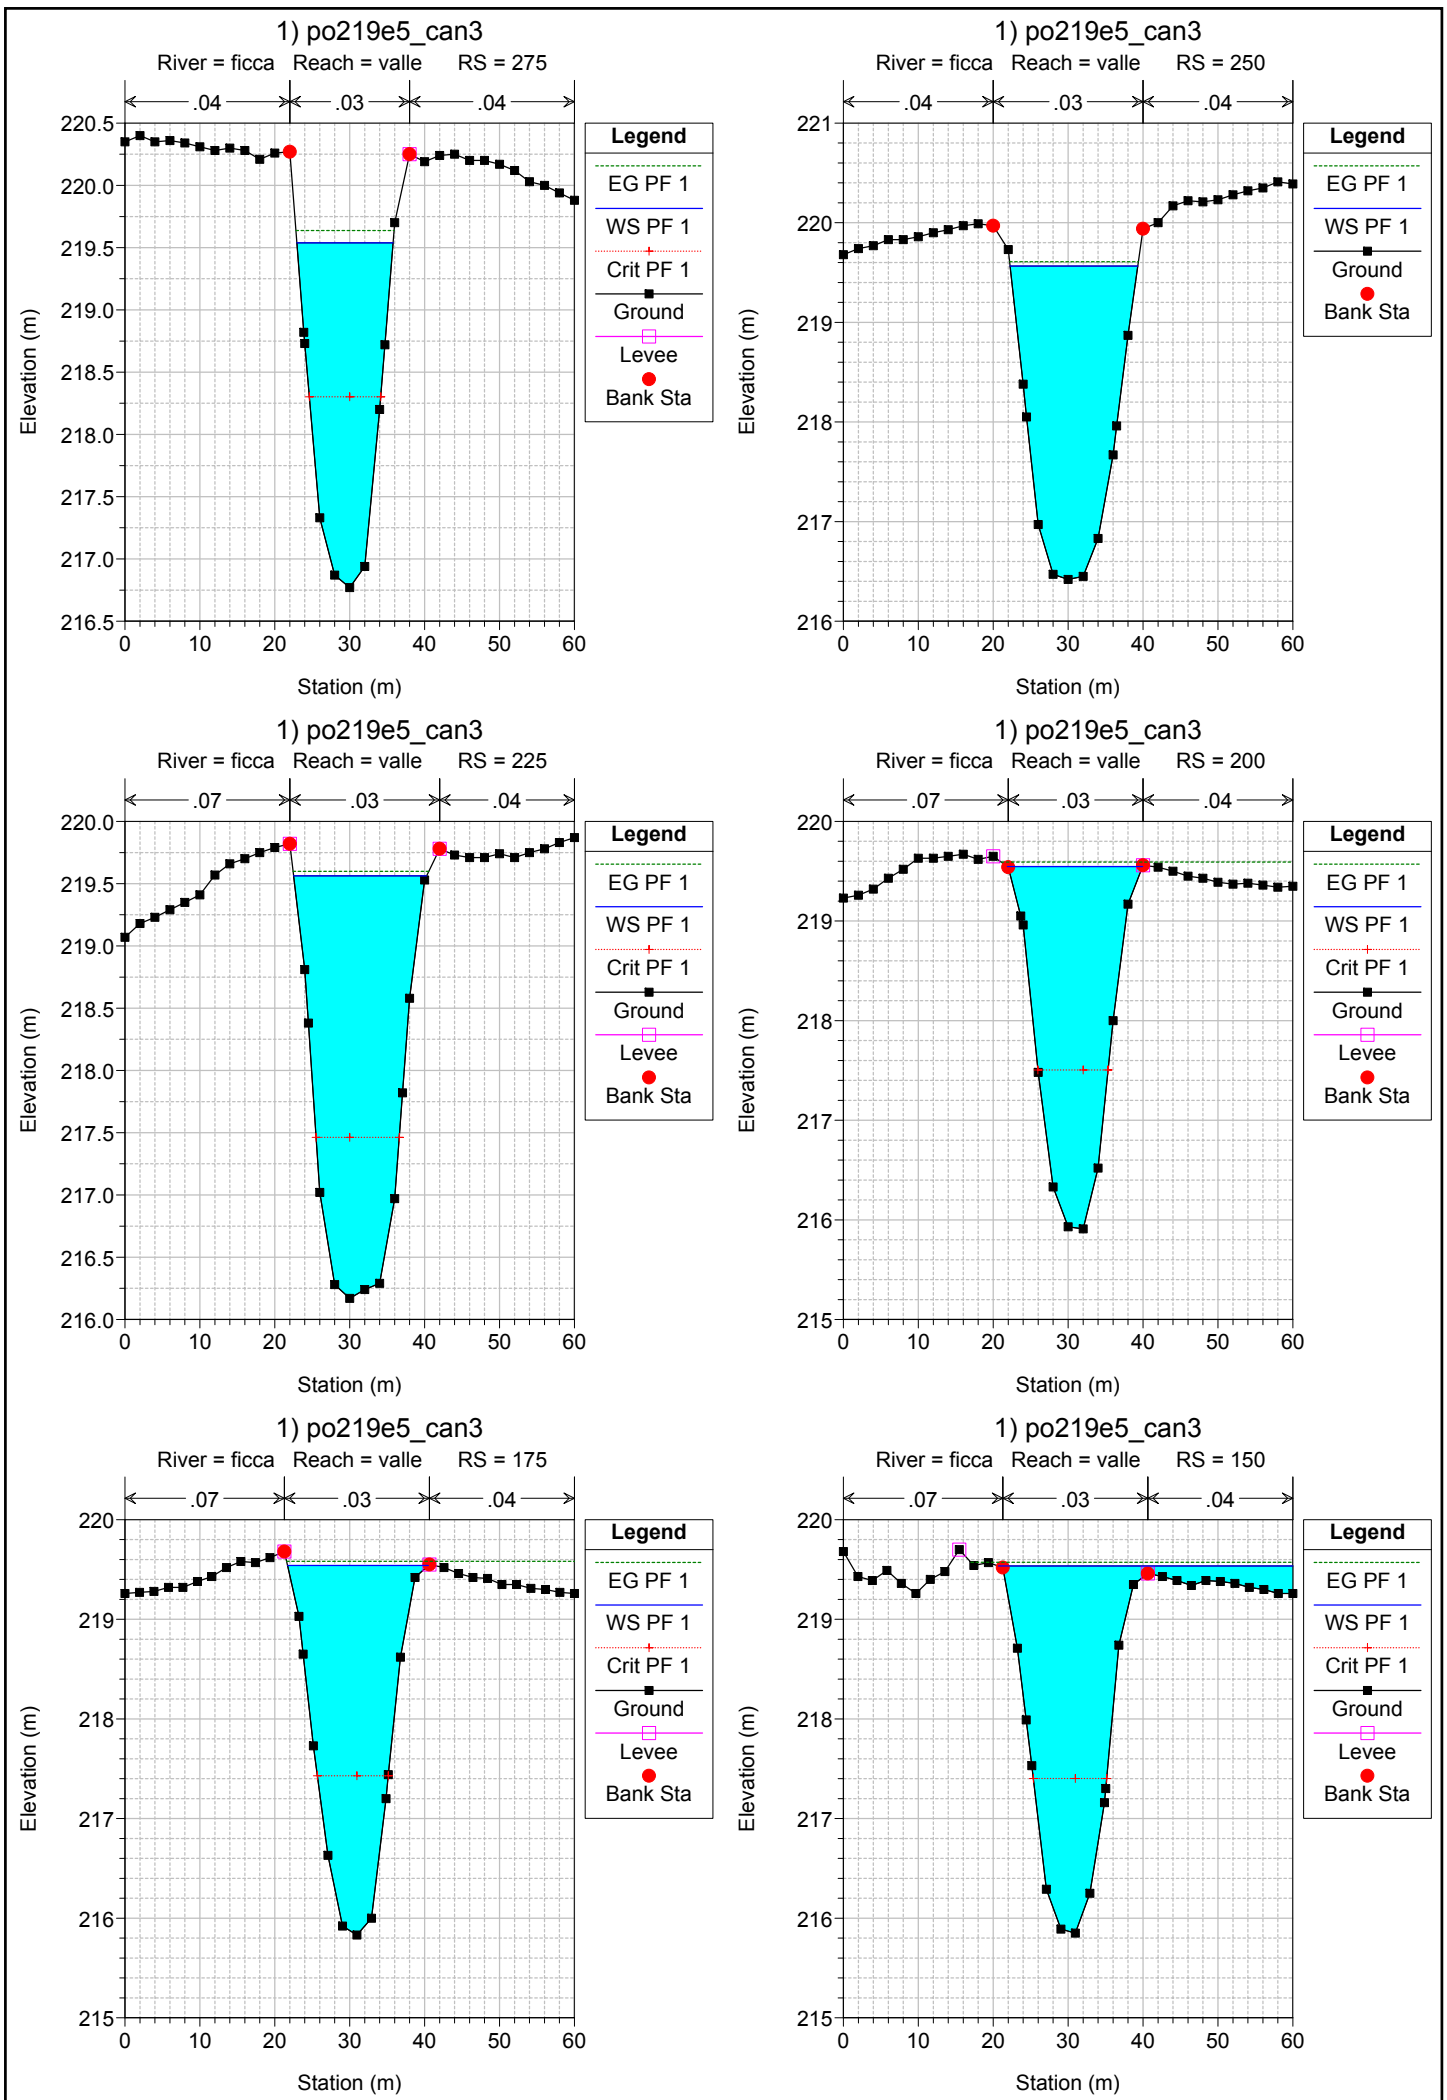 1) po219e5_can3
River = ficca Reach = valle RS = 275
.04 .03 .04
220.5
220.0
219.5
219.0
218.5
218.0
217.5
217.0
216.5
Elevation (m)
0 10 20 30 40 50 60
Station (m)
Legend
EG PF 1
WS PF 1
Crit PF 1
Ground
Levee
Bank Sta
1) po219e5_can3
River = ficca Reach = valle RS = 250
.04 .03 .04
221
220
219
218
217
216
Elevation (m)
0 10 20 30 40 50 60
Station (m)
Legend
EG PF 1
WS PF 1
Ground
Bank Sta
1) po219e5_can3
River = ficca Reach = valle RS = 225
.07 .03 .04
220.0
219.5
219.0
218.5
218.0
217.5
217.0
216.5
216.0
Elevation (m)
0 10 20 30 40 50 60
Station (m)
Legend
EG PF 1
WS PF 1
Crit PF 1
Ground
Levee
Bank Sta
1) po219e5_can3
River = ficca Reach = valle RS = 200
.07 .03 .04
220
219
218
217
216
215
Elevation (m)
0 10 20 30 40 50 60
Station (m)
Legend
EG PF 1
WS PF 1
Crit PF 1
Ground
Levee
Bank Sta
1) po219e5_can3
River = ficca Reach = valle RS = 175
.07 .03 .04
220
219
218
217
216
215
Elevation (m)
0 10 20 30 40 50 60
Station (m)
Legend
EG PF 1
WS PF 1
Crit PF 1
Ground
Levee
Bank Sta
1) po219e5_can3
River = ficca Reach = valle RS = 150
.07 .03 .04
220
219
218
217
216
215
Elevation (m)
0 10 20 30 40 50 60
Station (m)
Legend
EG PF 1
WS PF 1
Crit PF 1
Ground
Levee
Bank Sta